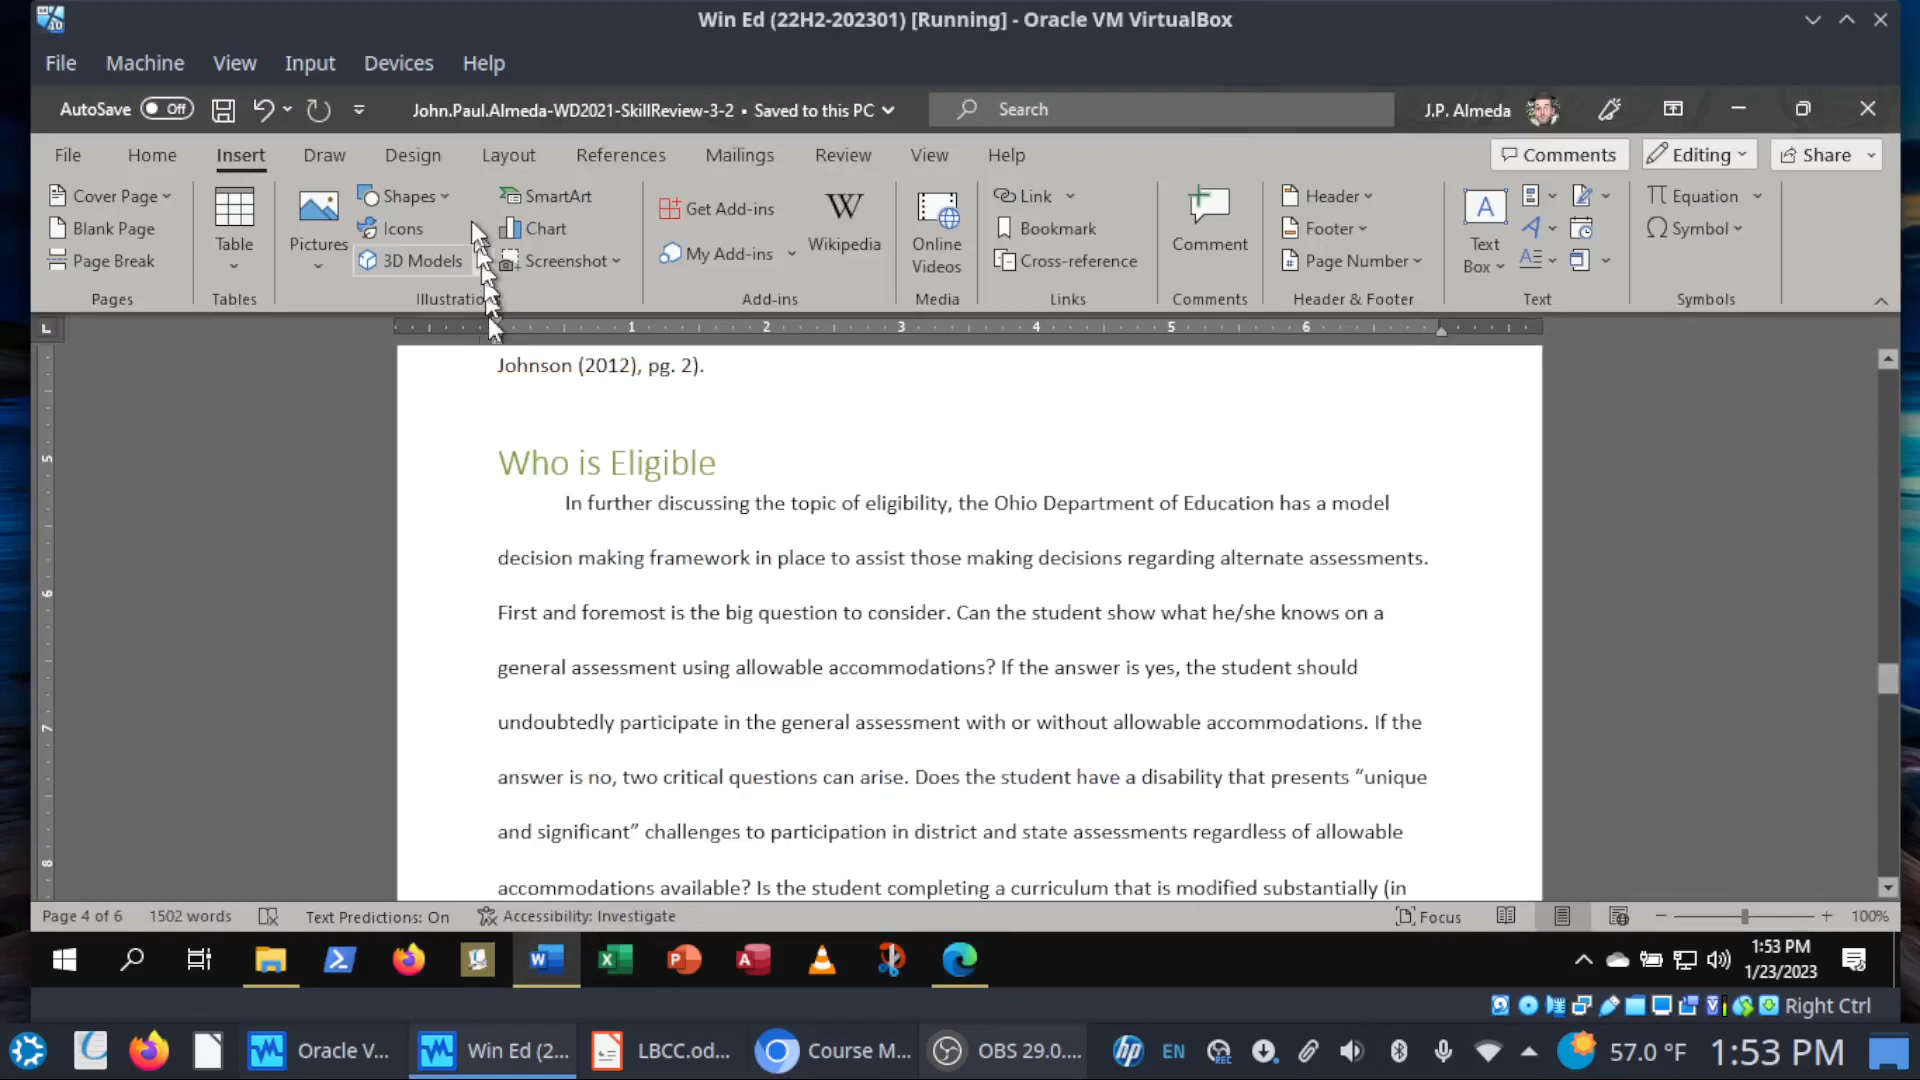 Win Ed (22H2-202301) [Running] - Oracle VM VirtualBox
File Machine View Input Devices Help
AutoSave Off John.Paul.Almeda-WD2021-SkillReview-3-2 • Saved to this PC Search J.P. Almeda
File Home Insert Draw Design Layout References Mailings Review View Help Comments Editing Share
Cover Page Shapes SmartArt Link Header Equation
Get Add-ins
Blank Page Icons Chart Bookmark Footer Symbol
Table Pictures Wikipedia Online Videos Comment Text Box
My Add-ins
Page Break 3D Models Screenshot Cross-reference Page Number
Pages Tables Add-ins Media Links Comments Header & Footer Text Symbols
1 2 3 4 5 6
Johnson (2012), pg. 2).
Who is Eligible
In further discussing the topic of eligibility, the Ohio Department of Education has a model
decision making framework in place to assist those making decisions regarding alternate assessments.
First and foremost is the big question to consider. Can the student show what he/she knows on a
general assessment using allowable accommodations? If the answer is yes, the student should
undoubtedly participate in the general assessment with or without allowable accommodations. If the
answer is no, two critical questions can arise. Does the student have a disability that presents “unique
and significant” challenges to participation in district and state assessments regardless of allowable
accommodations available? Is the student completing a curriculum that is modified substantially (in
5
6
7
8
Page 4 of 6 1502 words Text Predictions: On Accessibility: Investigate Focus 100%
1:53 PM
1/23/2023
Right Ctrl
Oracle V... Win Ed (2... LBCC.od... Course M... OBS 29.0.... EN 57.0 °F 1:53 PM